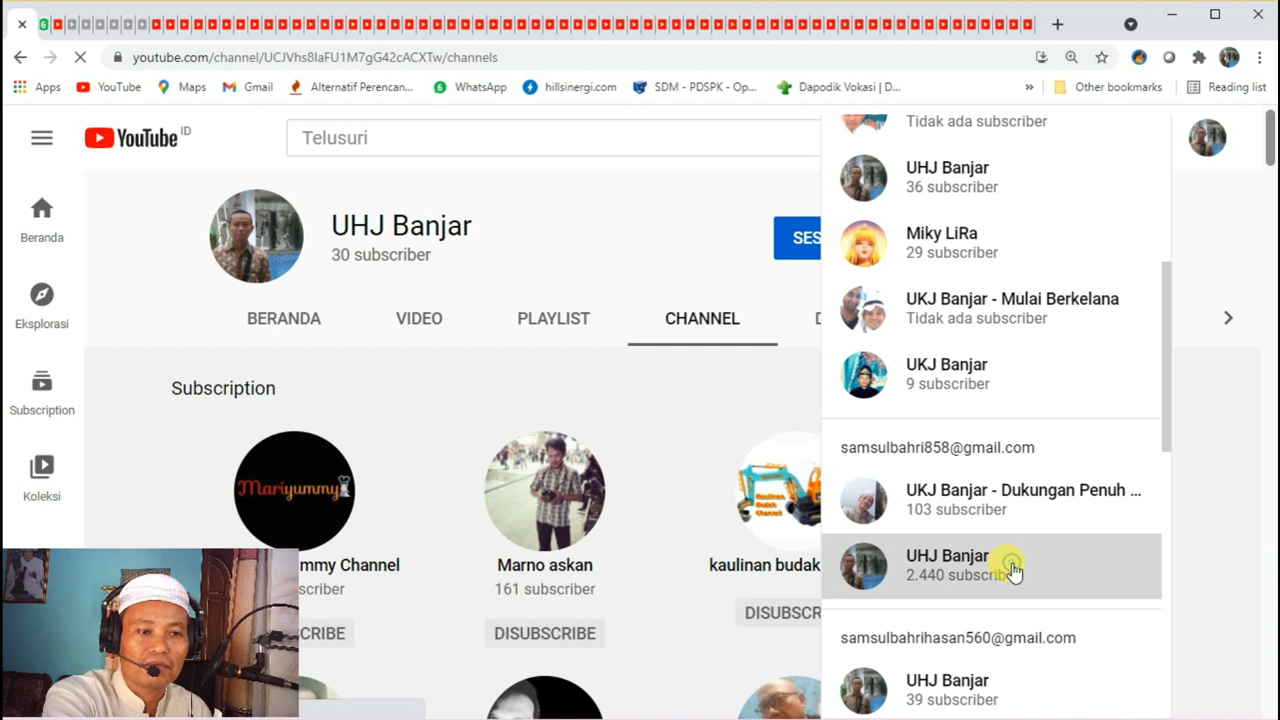 youtube.com/channel/UCJVhs8IaFU1M7gG42cACXTw/channels
Apps
YouTube
Maps
Gmail
Alternatif Perencan...
WhatsApp
hillsinergi.com
SDM - PDSPK - Op...
Dapodik Vokasi | D...
»
Other bookmarks
Reading list
YouTube ID
Telusuri
Beranda
Eksplorasi
Subscription
Koleksi
UHJ Banjar
30 subscriber
SES
BERANDA
VIDEO
PLAYLIST
CHANNEL
Subscription
Mariyummy
mmy Channel
scriber
CRIBE
Marno askan
161 subscriber
DISUBSCRIBE
Kaulinan
Budak
Channel
kaulinan budak
DISUBSCR
Tidak ada subscriber
UHJ Banjar
36 subscriber
Miky LiRa
29 subscriber
UKJ Banjar - Mulai Berkelana
Tidak ada subscriber
UKJ Banjar
9 subscriber
samsulbahri858@gmail.com
UKJ Banjar - Dukungan Penuh ...
103 subscriber
UHJ Banjar
2.440 subscriber
samsulbahrihasan560@gmail.com
UHJ Banjar
39 subscriber